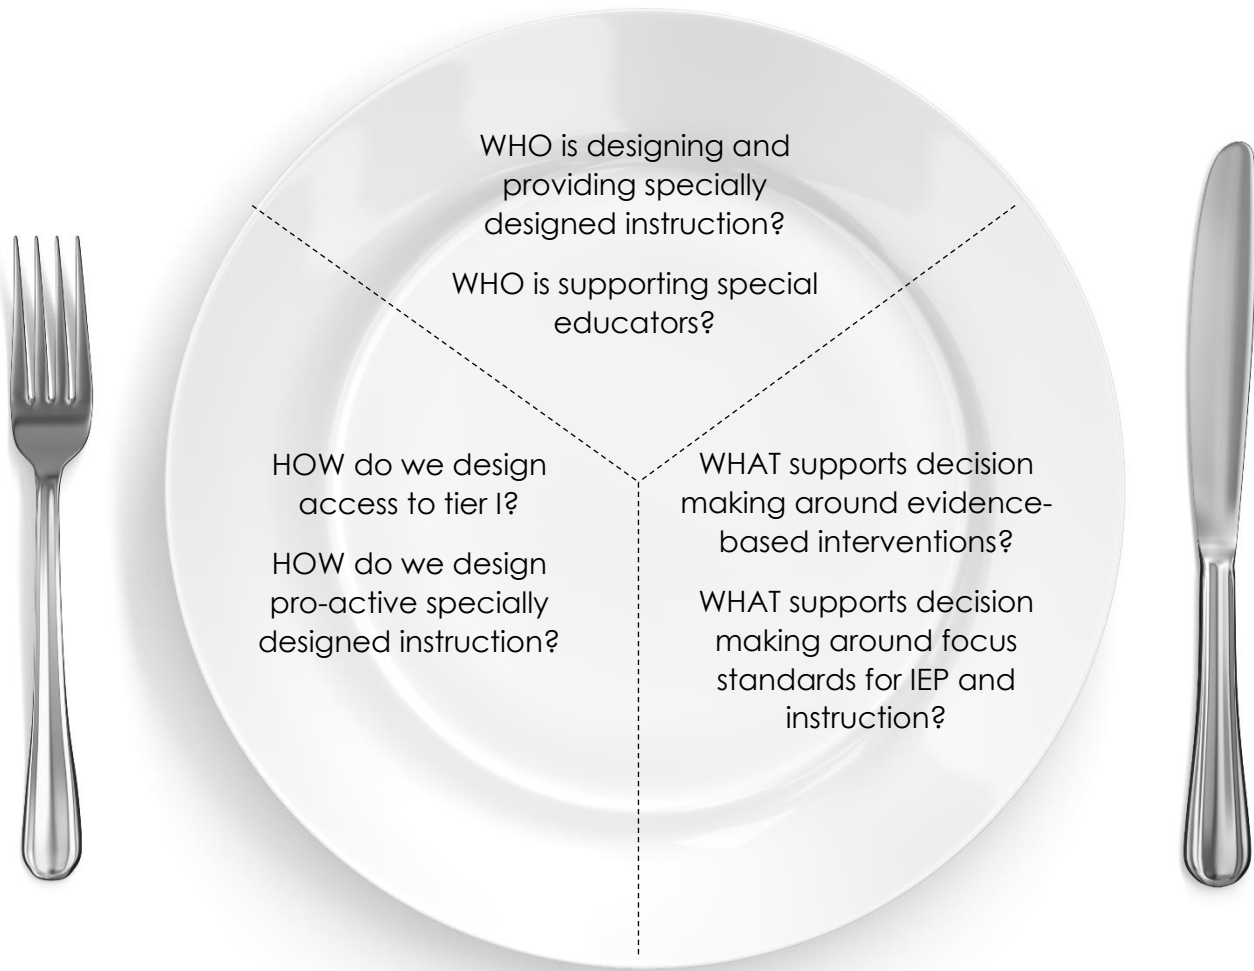 WHO is designing and
providing specially
designed instruction?
WHO is supporting special
educators?
HOW do we design
access to tier I?
HOW do we design
pro-active specially
designed instruction?
WHAT supports decision
making around evidence-
based interventions?
WHAT supports decision
making around focus
standards for IEP and
instruction?